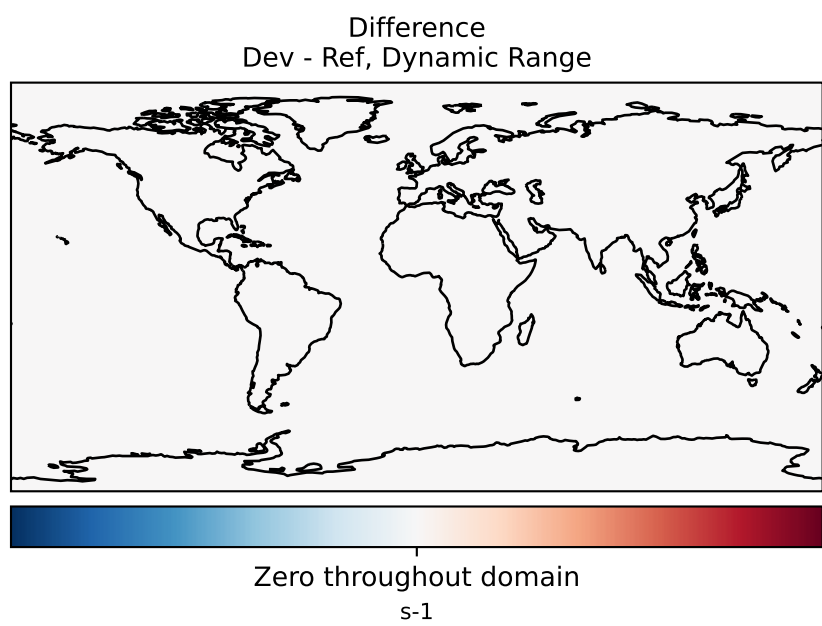 Difference
Dev - Ref, Dynamic Range
Zero throughout domain
s-1